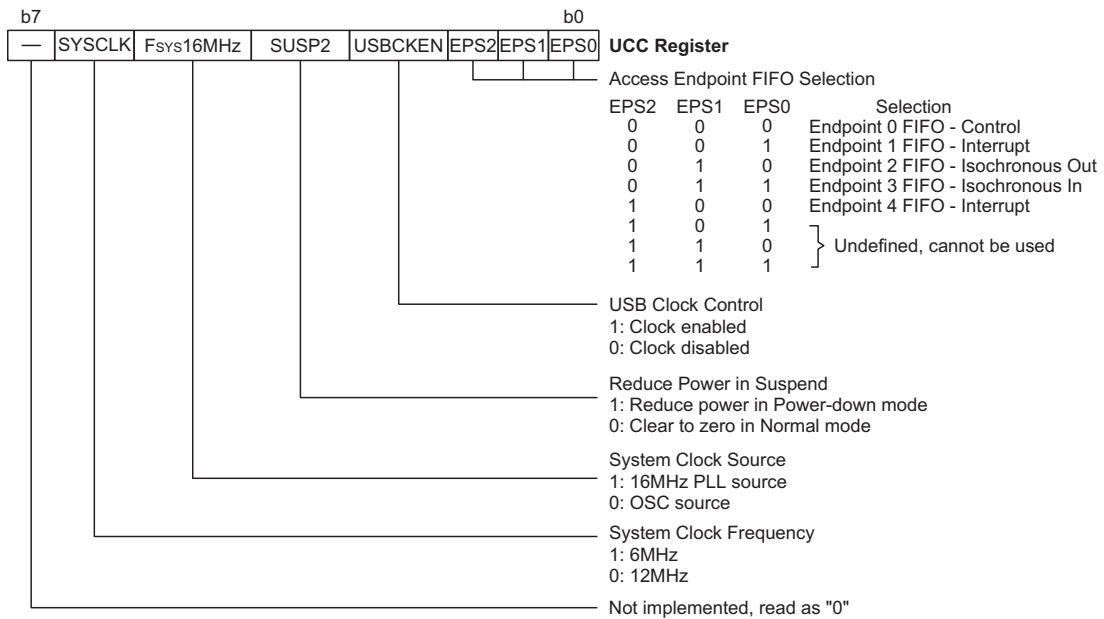 b7 b0
— SYSCLK FSYS16MHz SUSP2 USBCKEN EPS2 EPS1 EPS0 UCC Register
Access Endpoint FIFO Selection
EPS2 EPS1 EPS0 Selection
0 0 0 Endpoint 0 FIFO - Control
0 0 1 Endpoint 1 FIFO - Interrupt
0 1 0 Endpoint 2 FIFO - Isochronous Out
0 1 1 Endpoint 3 FIFO - Isochronous In
1 0 0 Endpoint 4 FIFO - Interrupt
1 0 1
1 1 0 Undefined, cannot be used
1 1 1
USB Clock Control
1: Clock enabled
0: Clock disabled
Reduce Power in Suspend
1: Reduce power in Power-down mode
0: Clear to zero in Normal mode
System Clock Source
1: 16MHz PLL source
0: OSC source
System Clock Frequency
1: 6MHz
0: 12MHz
Not implemented, read as "0"